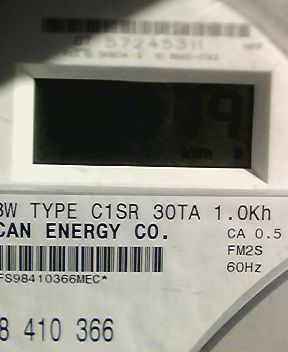 57245311
79
3W TYPE C1SR 30TA 1.0Kh
CAN ENERGY CO.
CA 0.5
FM2S
60Hz
FS98410366MEC*
8 410 366